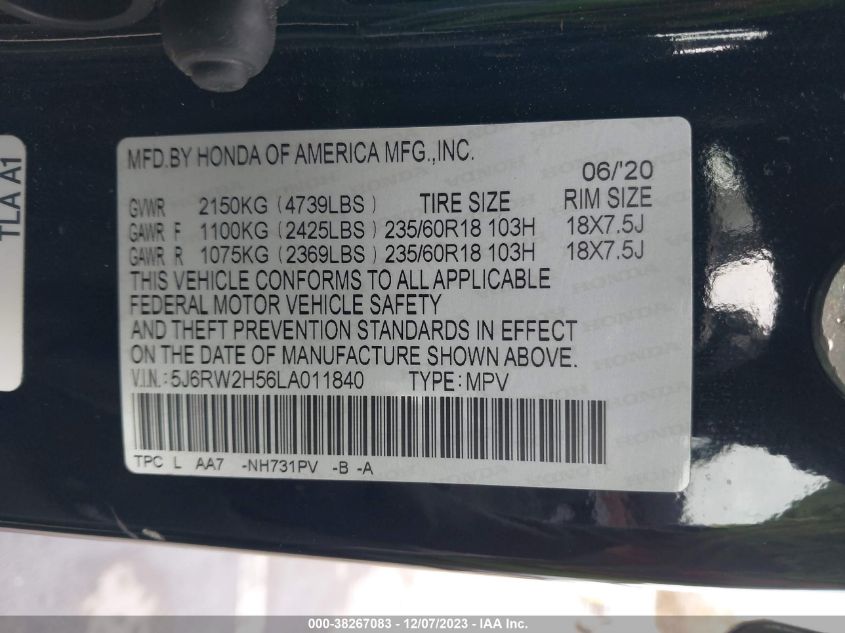 MFD.BY HONDA OF AMERICA MFG.,INC.
06/'20
GVWR 2150KG (4739LBS) TIRE SIZE RIM SIZE
GAWR F 1100KG (2425LBS) 235/60R18 103H 18X7.5J
GAWR R 1075KG (2369LBS) 235/60R18 103H 18X7.5J
THIS VEHICLE CONFORMS TO ALL APPLICABLE
FEDERAL MOTOR VEHICLE SAFETY
AND THEFT PREVENTION STANDARDS IN EFFECT
ON THE DATE OF MANUFACTURE SHOWN ABOVE.
V.I.N.: 5J6RW2H56LA011840 TYPE: MPV
TPC L AA7 -NH731PV -B -A
TLA A1
000-38267083 - 12/07/2023 - IAA Inc.